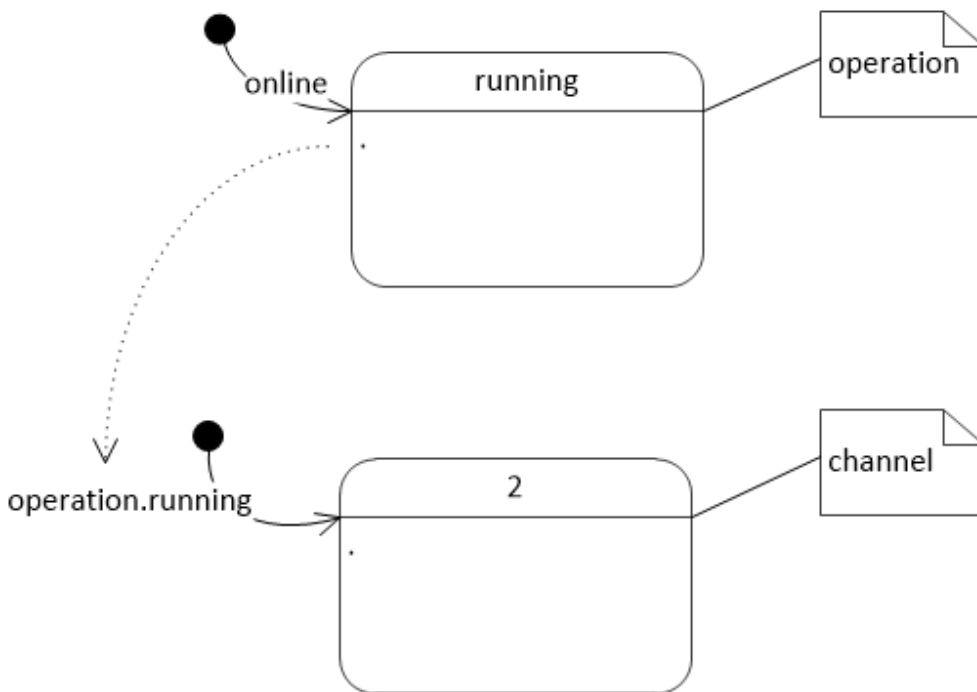 online
running
operation
operation.running
2
channel